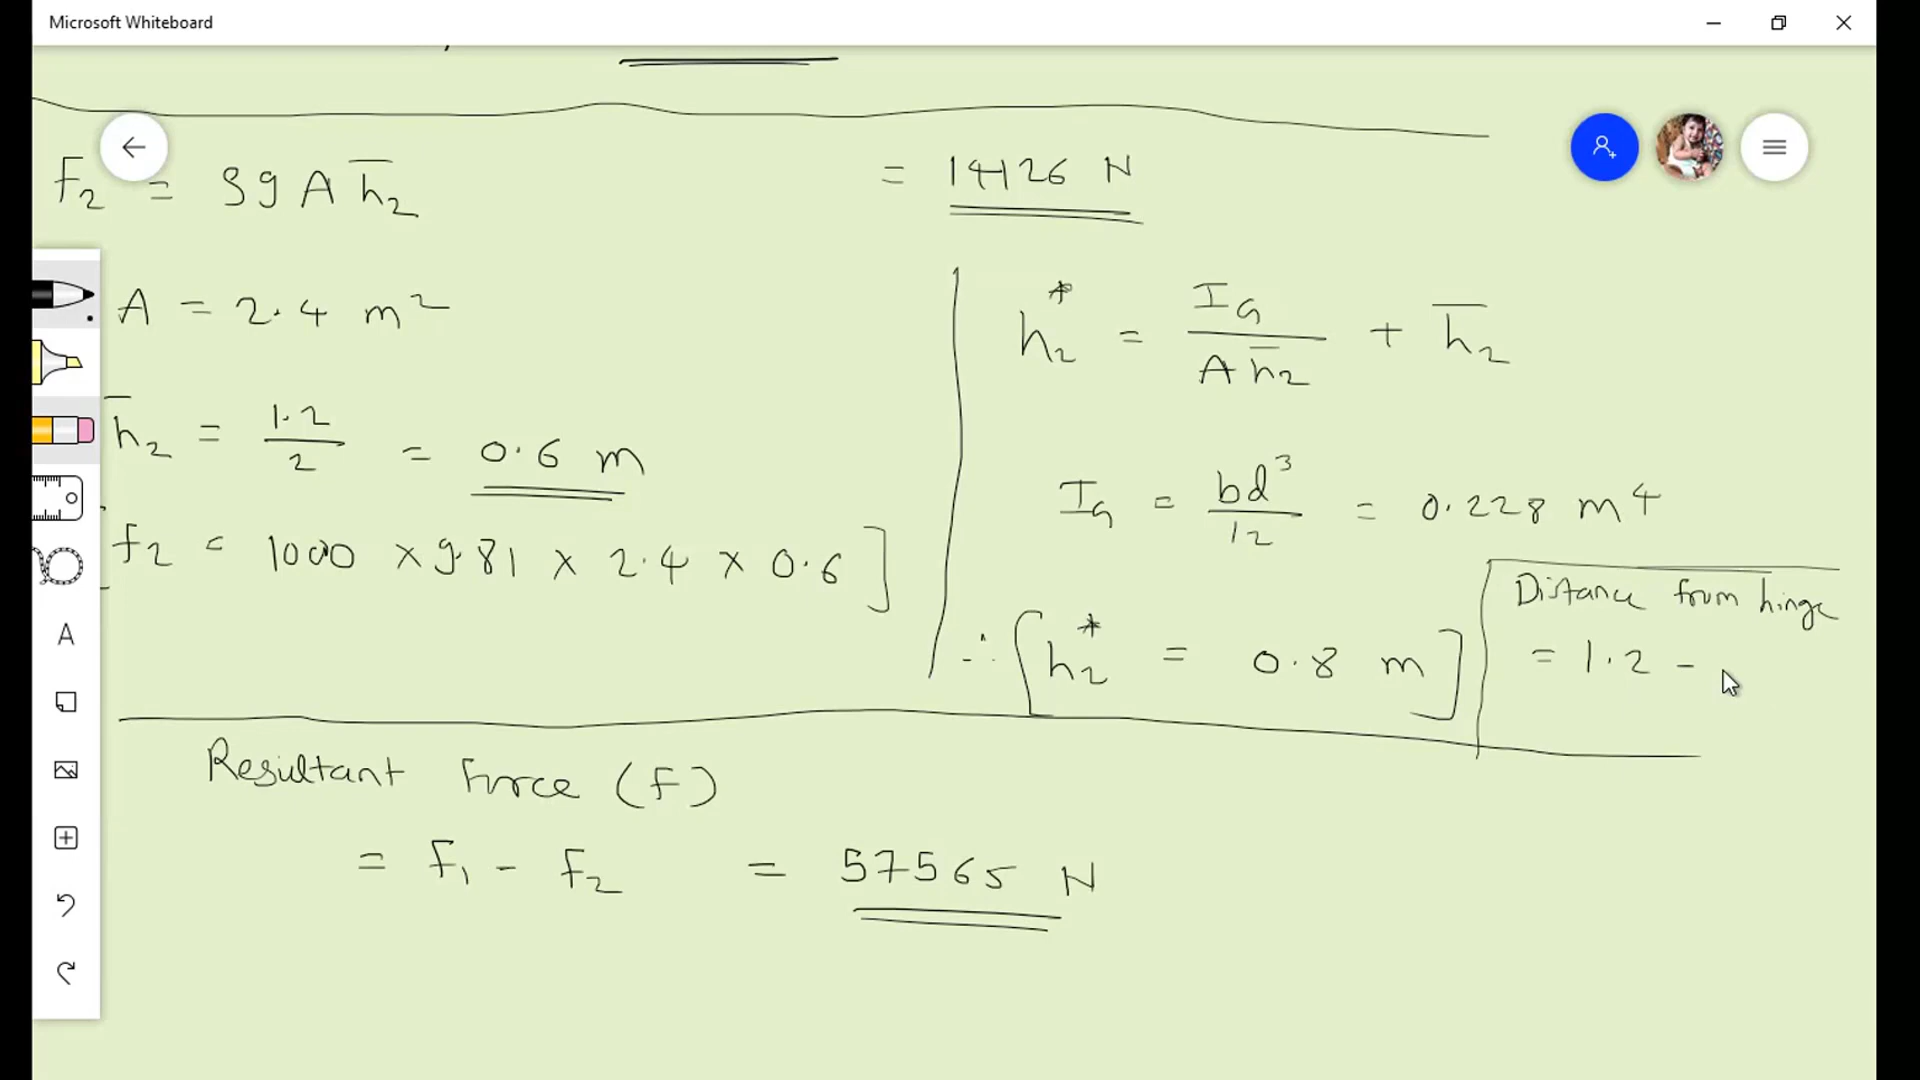 Microsoft Whiteboard
F₂ = ρgAh̅₂
= 14126 N
A = 2.4 m²
h̅₂ = 1.2/2 = 0.6 m
F₂ = 1000 × 9.81 × 2.4 × 0.6]
h₂* = I_G/Ah̅₂ + h̅₂
I_G = bd³/12 = 0.228 m⁴
∴ [h₂* = 0.8 m]
Distance from hinge
= 1.2 -
Resultant Force (F)
= F₁ - F₂ = 57565 N
A